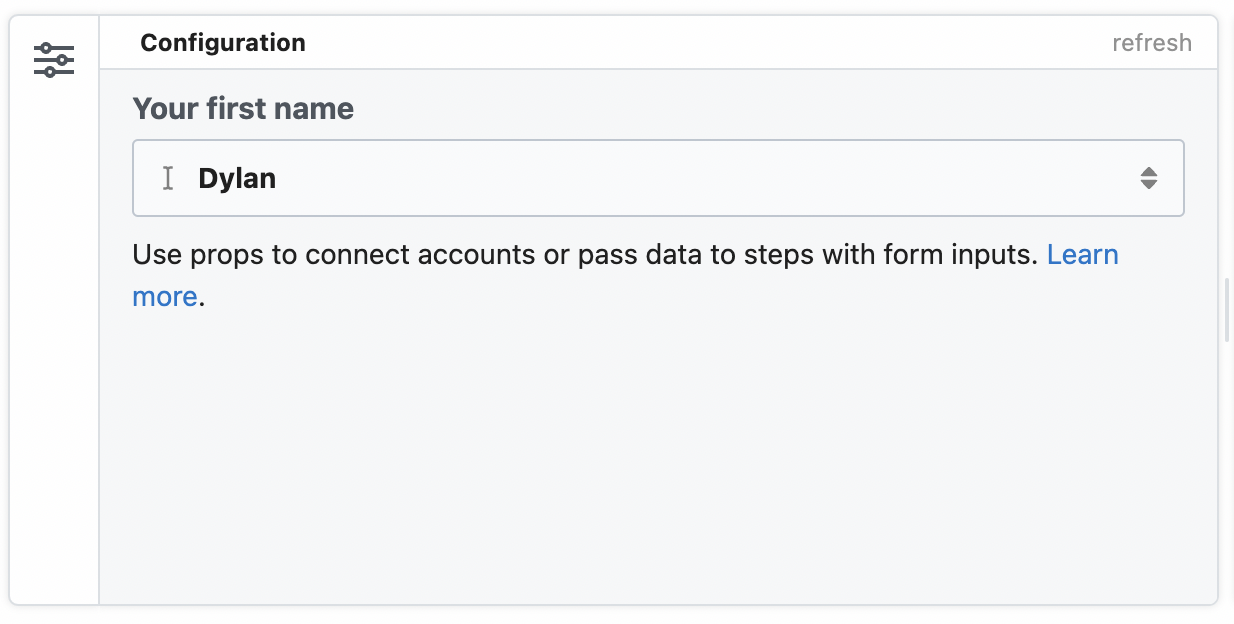 Configuration
refresh
Your first name
Dylan
Use props to connect accounts or pass data to steps with form inputs. Learn
more.